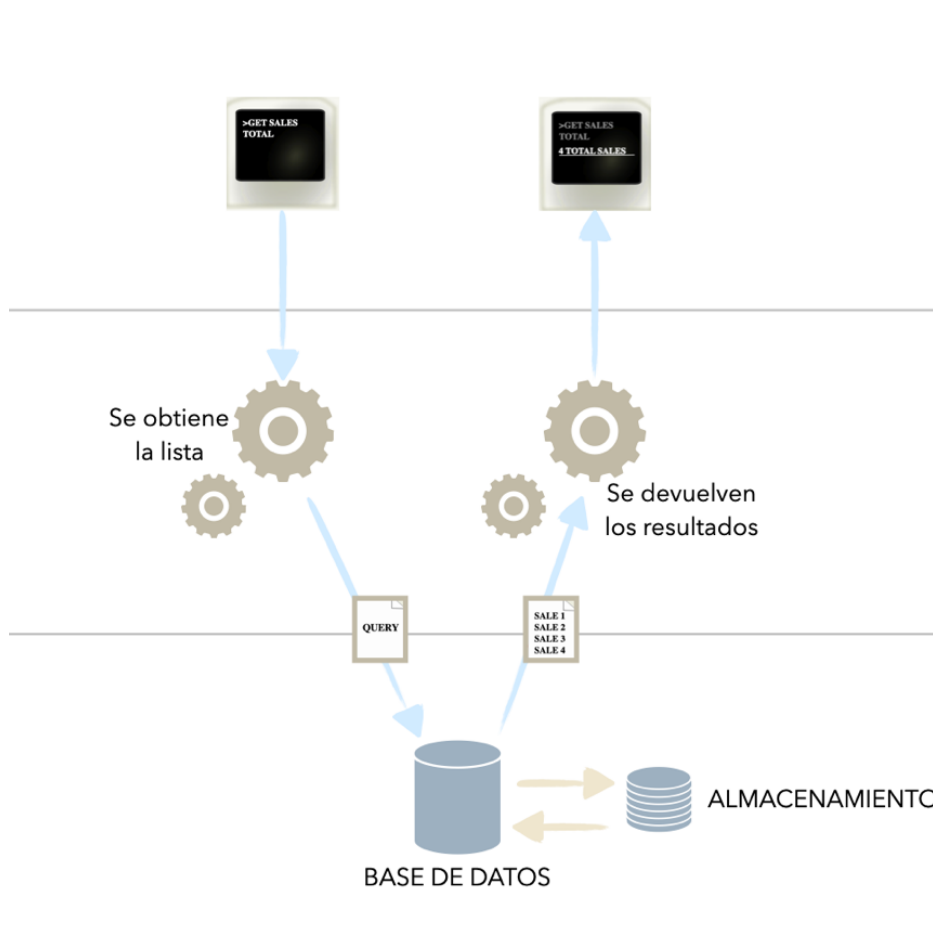 >GET SALES
TOTAL
>GET SALES
TOTAL
4 TOTAL SALES
Se obtiene
la lista
Se devuelven
los resultados
QUERY
SALE 1
SALE 2
SALE 3
SALE 4
ALMACENAMIENTO
BASE DE DATOS